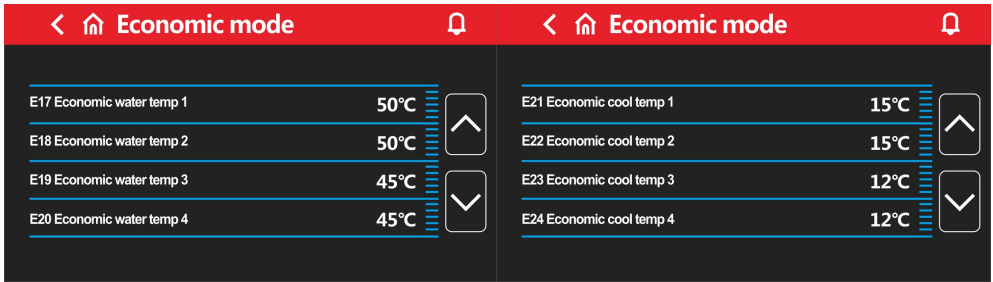 Economic mode
E17 Economic water temp 1 50℃
E18 Economic water temp 2 50℃
E19 Economic water temp 3 45℃
E20 Economic water temp 4 45℃
Economic mode
E21 Economic cool temp 1 15℃
E22 Economic cool temp 2 15℃
E23 Economic cool temp 3 12℃
E24 Economic cool temp 4 12℃